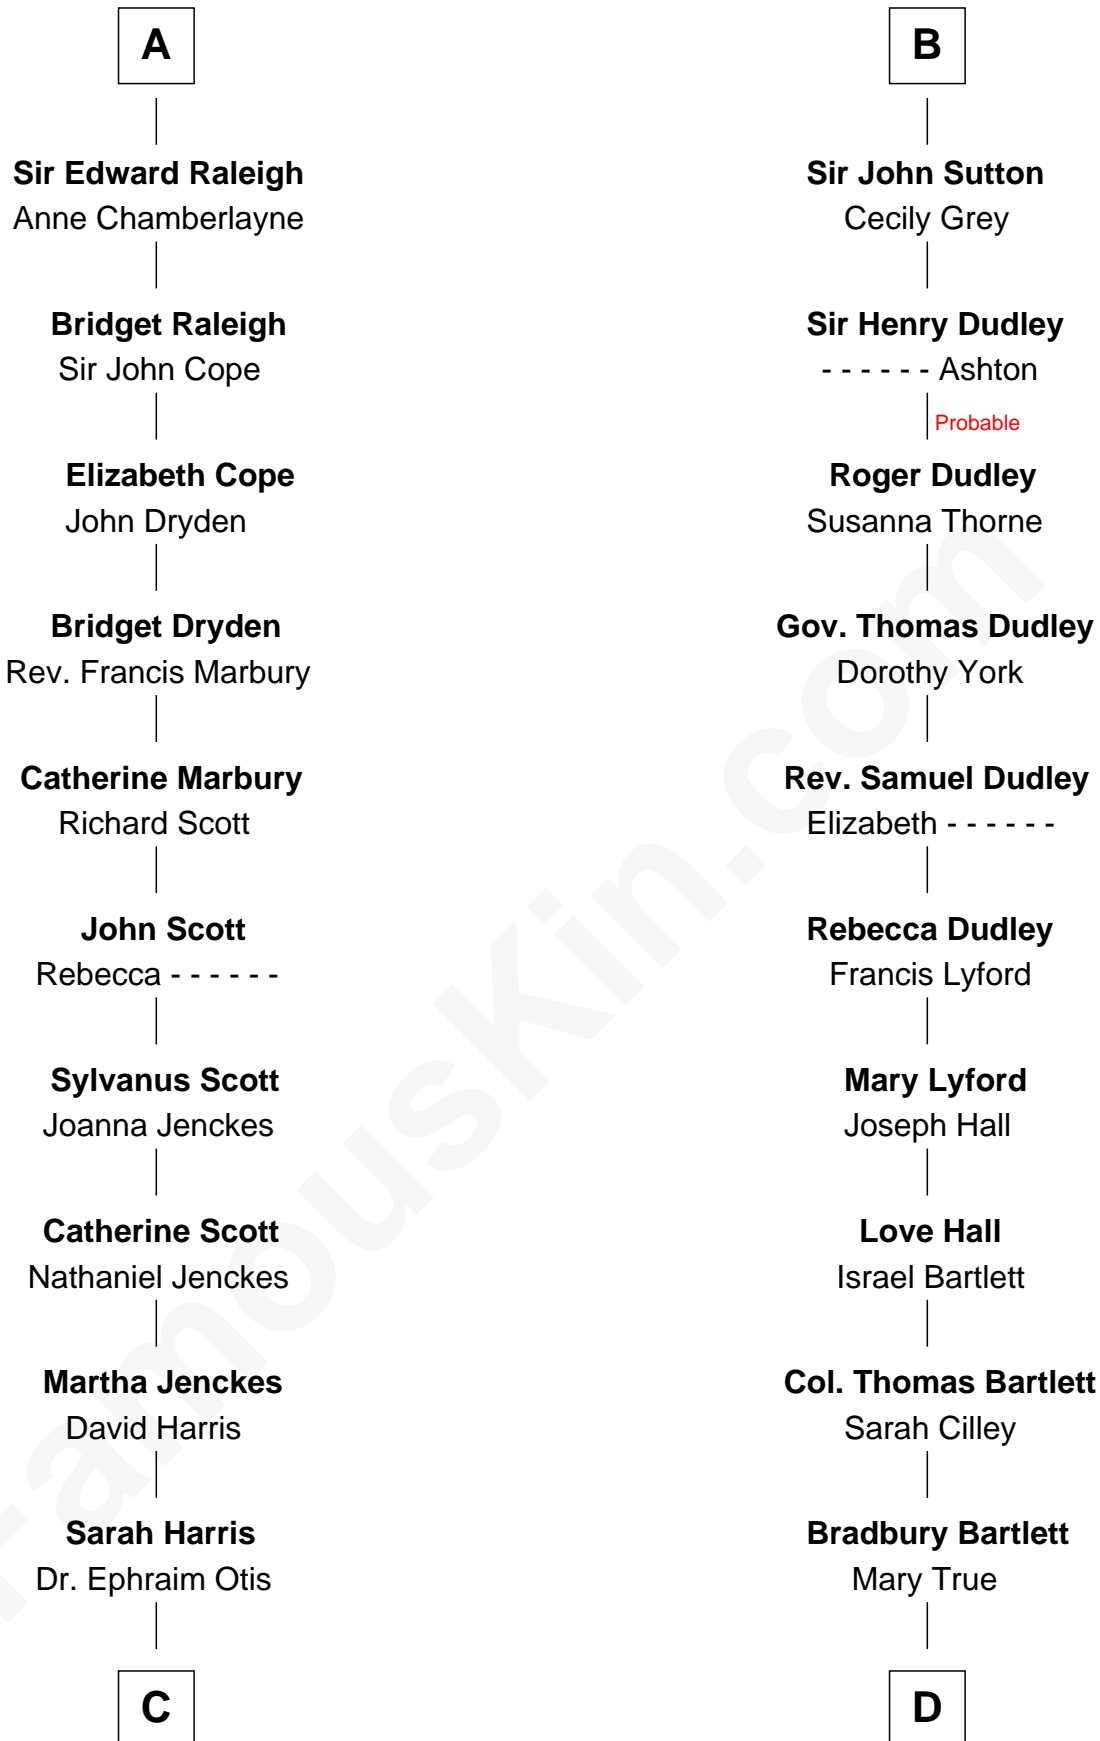 A
Sir Edward Raleigh
Anne Chamberlayne
Bridget Raleigh
Sir John Cope
Elizabeth Cope
John Dryden
Bridget Dryden
Rev. Francis Marbury
Catherine Marbury
Richard Scott
John Scott
Rebecca - - - - - -
Sylvanus Scott
Joanna Jenckes
Catherine Scott
Nathaniel Jenckes
Martha Jenckes
David Harris
Sarah Harris
Dr. Ephraim Otis
C
B
Sir John Sutton
Cecily Grey
Sir Henry Dudley
- - - - - - Ashton
Probable
Roger Dudley
Susanna Thorne
Gov. Thomas Dudley
Dorothy York
Rev. Samuel Dudley
Elizabeth - - - - - -
Rebecca Dudley
Francis Lyford
Mary Lyford
Joseph Hall
Love Hall
Israel Bartlett
Col. Thomas Bartlett
Sarah Cilley
Bradbury Bartlett
Mary True
D
FamousKin.com